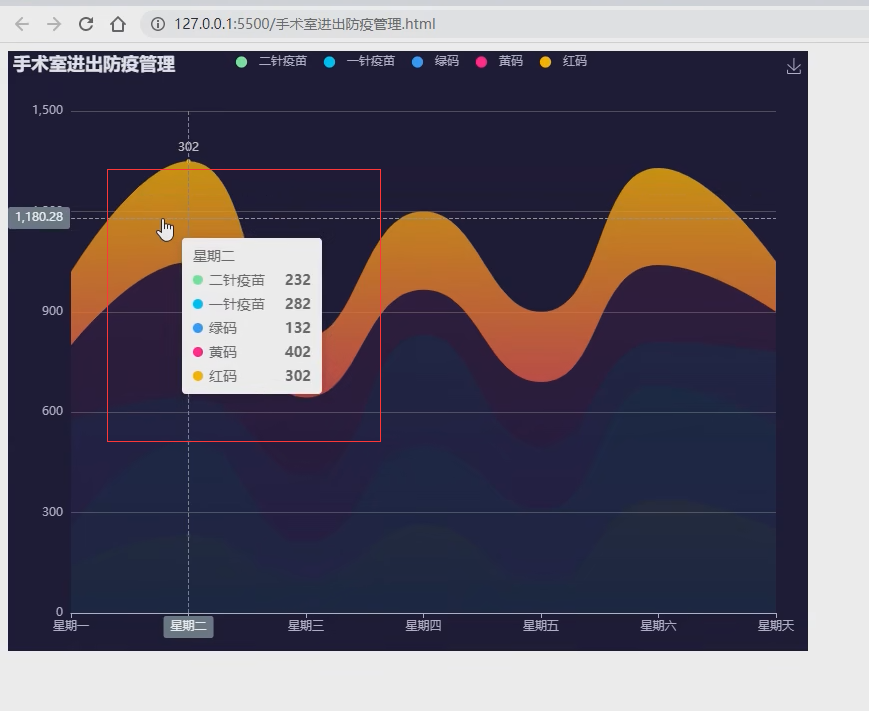 127.0.0.1:5500/手术室进出防疫管理.html
手术室进出防疫管理
二针疫苗 一针疫苗 绿码 黄码 红码
1,500
302
1,180.28
星期二
二针疫苗 232
一针疫苗 282
900
绿码 132
黄码 402
红码 302
600
300
0
星期一 星期二 星期三 星期四 星期五 星期六 星期天